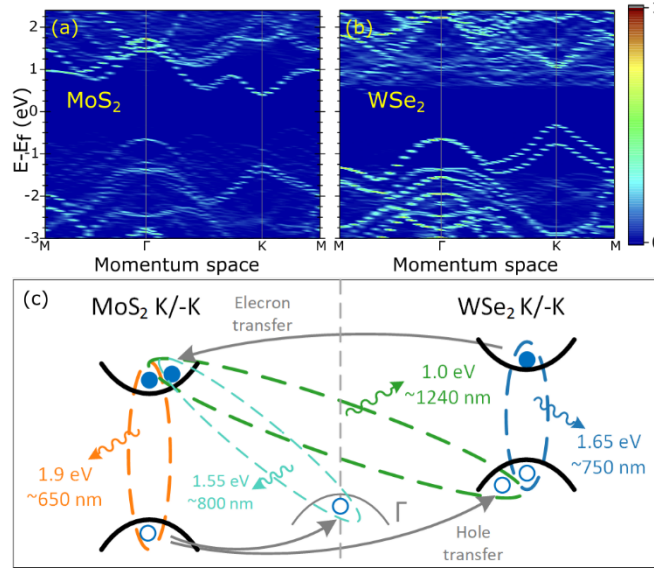 (a)
(b)
2
1
0
-1
-2
-3
E-Ef (eV)
MoS₂
WSe₂
M Γ K M
M Γ K M
Momentum space
Momentum space
(c)
MoS₂ K/-K
Elecron
transfer
WSe₂ K/-K
1.0 eV
~1240 nm
1.65 eV
~750 nm
1.9 eV
~650 nm
1.55 eV
~800 nm
Γ
Hole
transfer